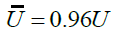 U̿ = 0.96U